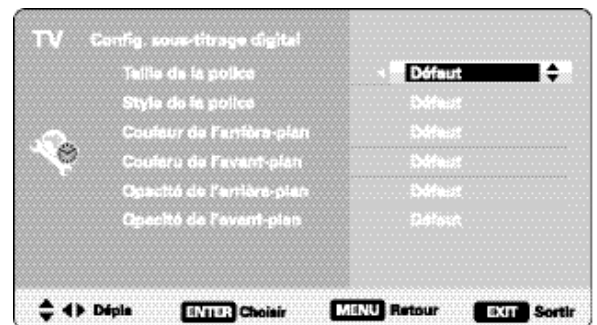 TV Config. sous-titrage digital
Taille de la police Défaut
Style de la police Défaut
Couleur de l'arrière-plan Défaut
Couleru de l'avant-plan Défaut
Opacité de l'arrière-plan Défaut
Opacité de l'avant-plan Défaut
Dépla ENTER Choisir MENU Retour EXIT Sortir